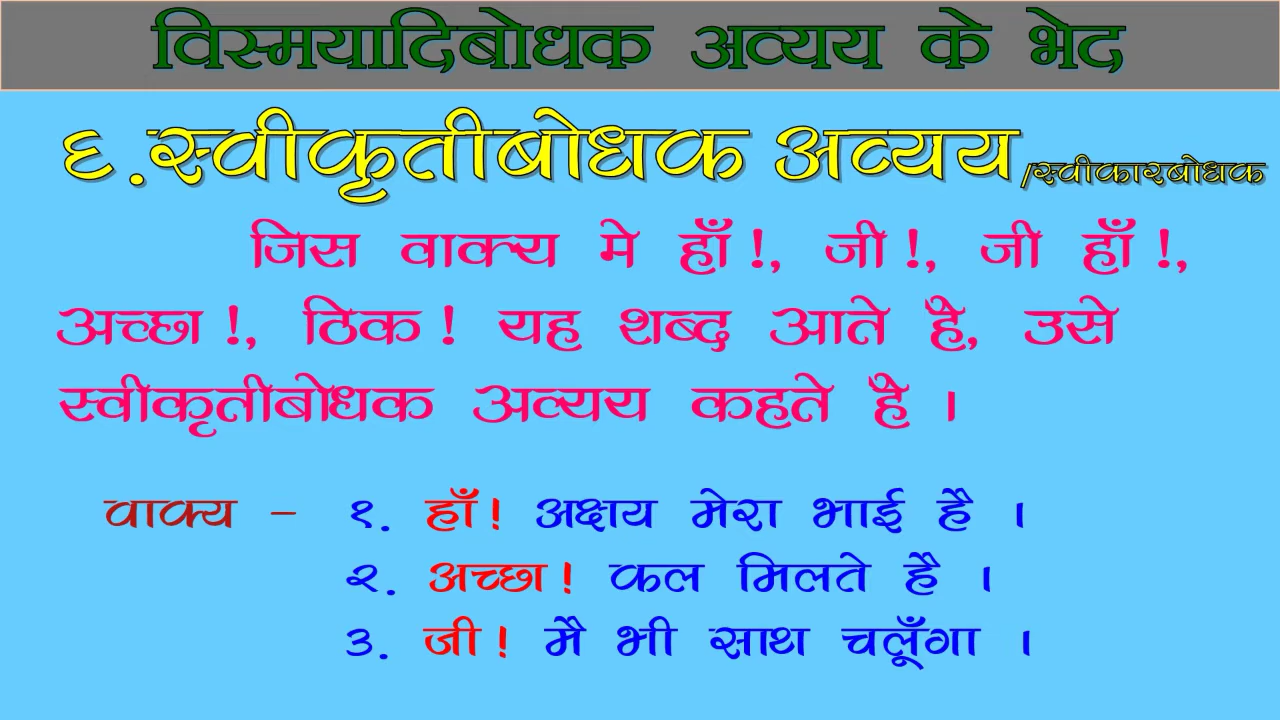 विस्मयादिबोधक अव्यय के भेद
६.स्वीकृतीबोधक अव्यय/स्वीकारबोधक
जिस वाक्य मे हाँ!, जी!, जी हाँ!,
अच्छा!, ठिक! यह शब्द आते है, उसे
स्वीकृतीबोधक अव्यय कहते है ।
वाक्य - १. हाँ! अक्षय मेरा भाई है ।
२. अच्छा! कल मिलते है ।
३. जी! मै भी साथ चलूँगा ।